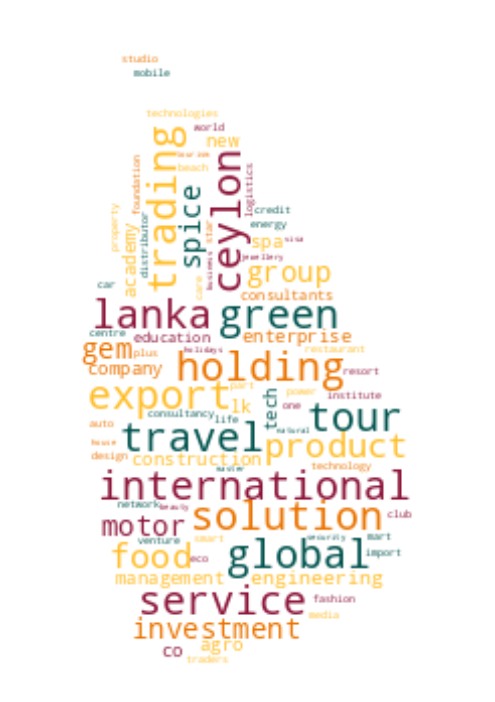 studio
mobile
technologies
world
trading
new
tourism
beach
foundation
ceylon
logistics
spice
property
distributor
academy
star
business
care
credit
energy
spa
visa
jewellery
group
car
consultants
lanka
green
centre
education
enterprise
gem
plus
holidays
restaurant
company
holding
resort
export
part
power
institute
lk
tech
one
consultancy
life
tour
auto
travel
natural
house
product
design
construction
technology
master
international
network
beauty
solution
club
motor
venture
smart
security
mart
food
eco
global
import
management
engineering
service
fashion
investment
media
co
agro
traders